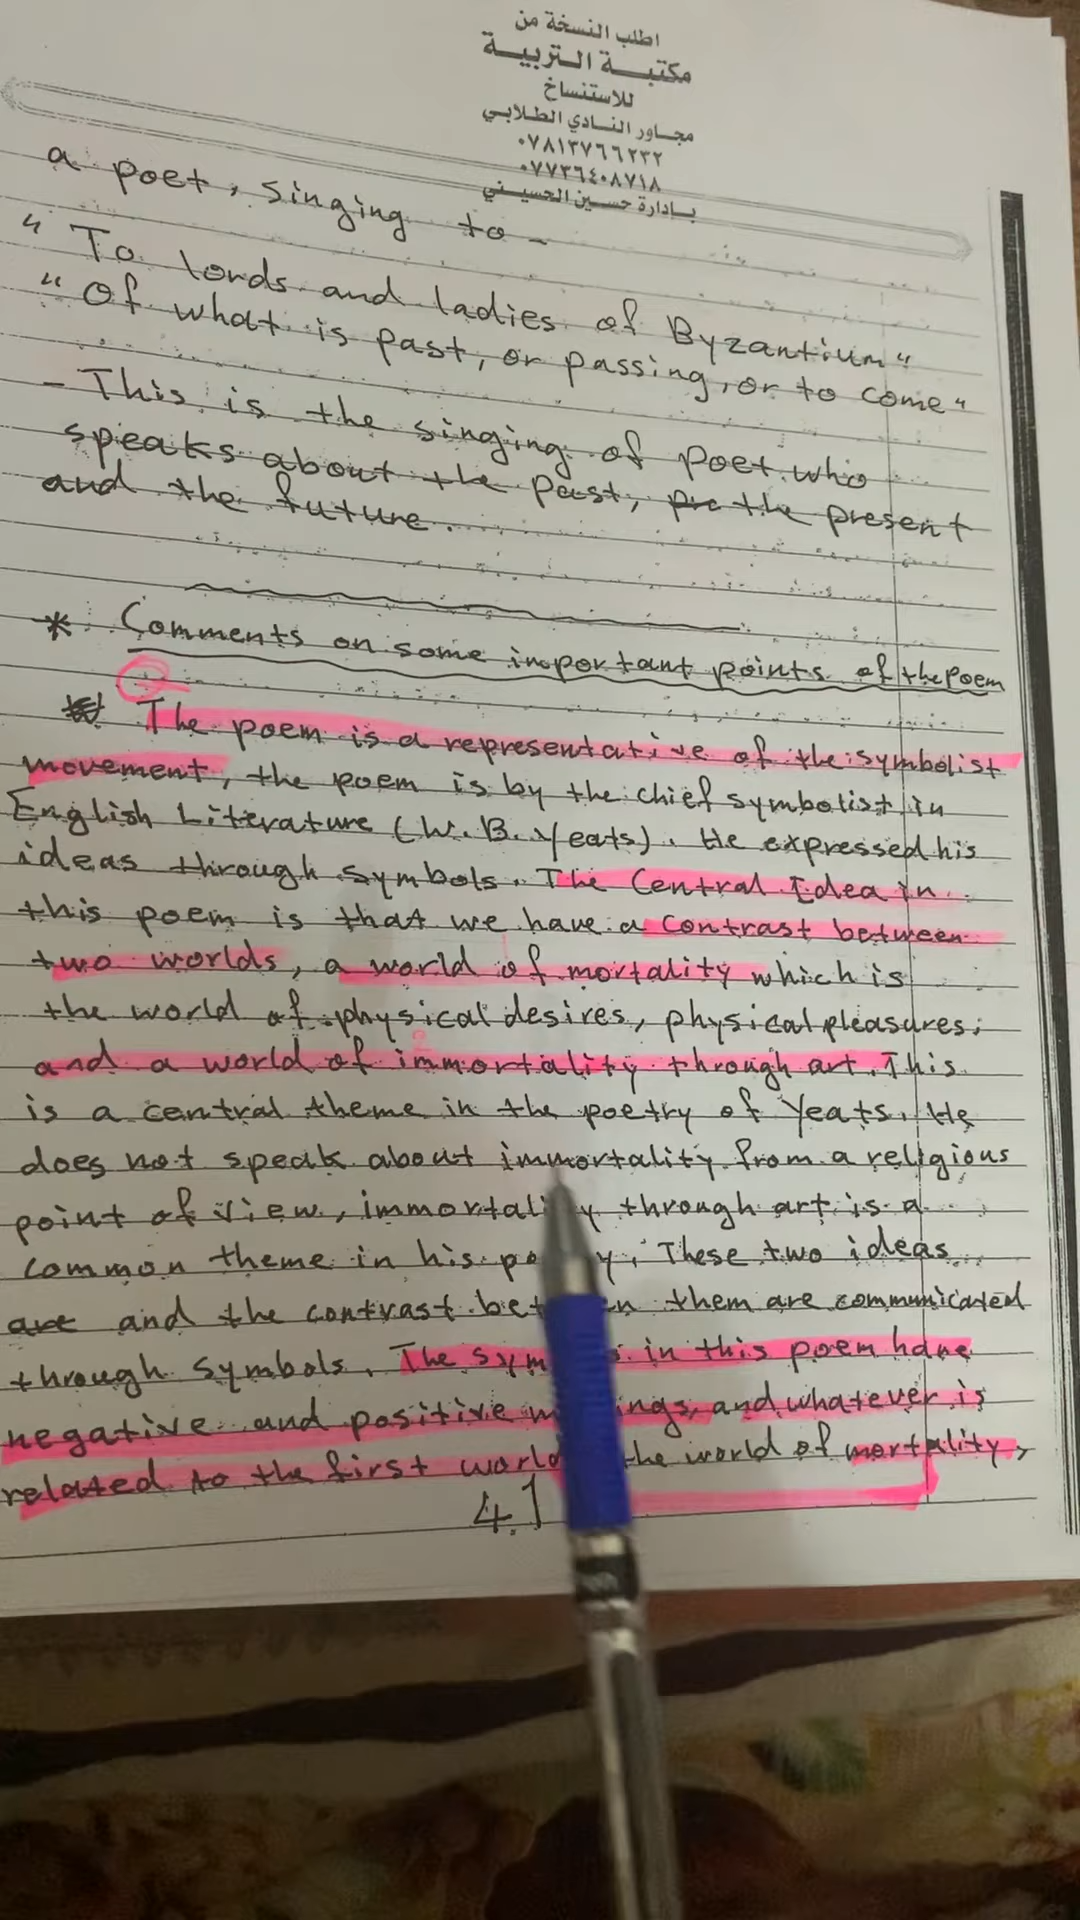 اطلب النسخة من
مكتبة التربية
للاستنساخ
مجاور النادي الطلابي
٠٧٨١٣٧٦٦٢٣٢
٠٧٧٣٦٤٠٨٧١٨
بادارة حسين الحسيني
a poet, singing to -
" To lords and ladies of Byzantium "
" Of what is past, or passing, or to come "
- This is the singing of poet who
speaks about the past, pre the present
and the future.
* Comments on some important points of the poem
The poem is a representative of the symbolist
movement, the poem is by the chief symbolist in
English Literature (W. B. Yeats). He expressed his
ideas through symbols. The Central Idea in
this poem is that we have a contrast between
two worlds, a world of mortality which is
the world of physical desires, physical pleasures;
and a world of immortality through art. This
is a central theme in the poetry of Yeats. He
does not speak about immortality from a religious
point of view, immortality through art is a
common theme in his po y. These two ideas
are and the contrast bet n them are communicated
through symbols. The sym s in this poem have
negative and positive m ings, and whatever is
related to the first world the world of mortality,
41